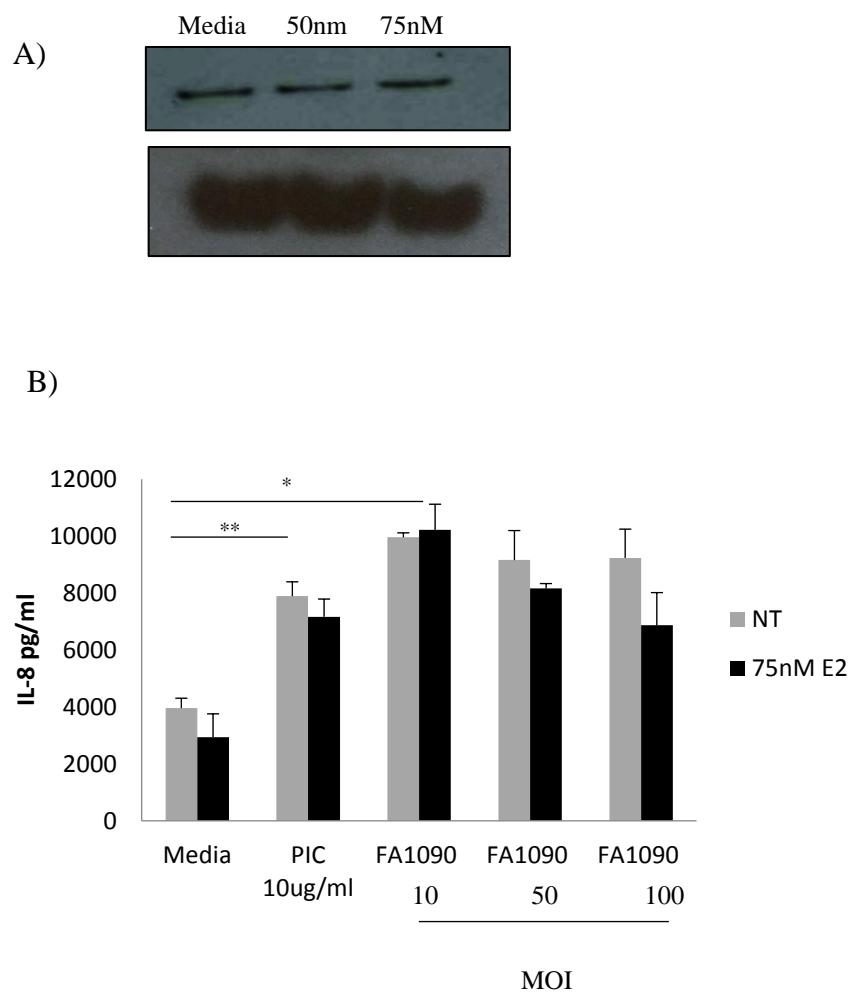 A)
Media 50nm 75nM
B)
IL-8 pg/ml
12000
10000
8000
6000
4000
2000
0
*
**
NT
75nM E2
Media PIC FA1090 FA1090 FA1090
10ug/ml 10 50 100
MOI